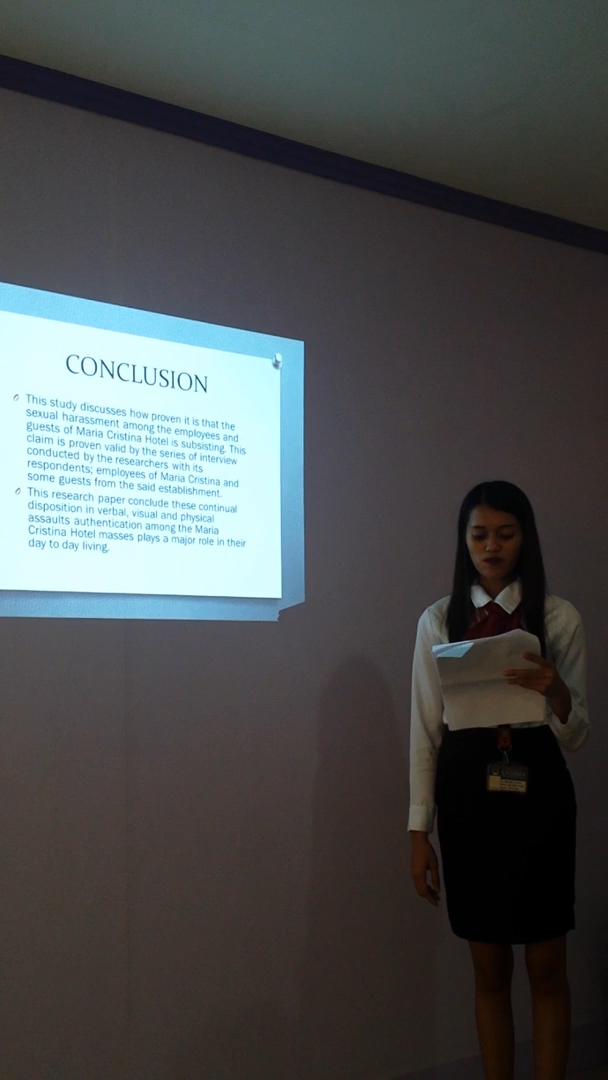 CONCLUSION
This study discusses how proven it is that the
sexual harassment among the employees and
guests of Maria Cristina Hotel is subsisting. This
claim is proven valid by the series of interview
conducted by the researchers with its
respondents; employees of Maria Cristina and
some guests from the said establishment.
This research paper conclude these continual
disposition in verbal, visual and physical
assaults authentication among the Maria
Cristina Hotel masses plays a major role in their
day to day living.